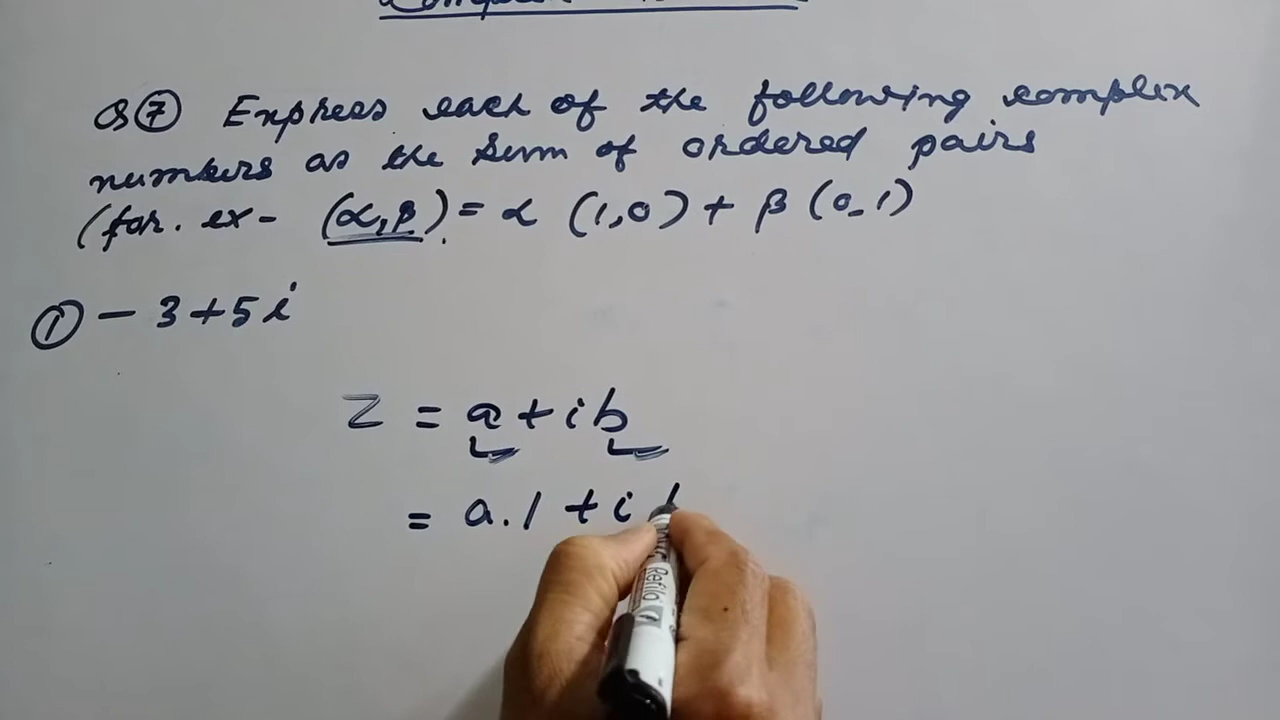 Q⑦ Express each of the following complex
numbers as the sum of ordered pairs
(for. ex- (α,β) = α (1,0) + β (0,1)
① - 3+5i
Z = a+ib
= a.1 + i
Refilo